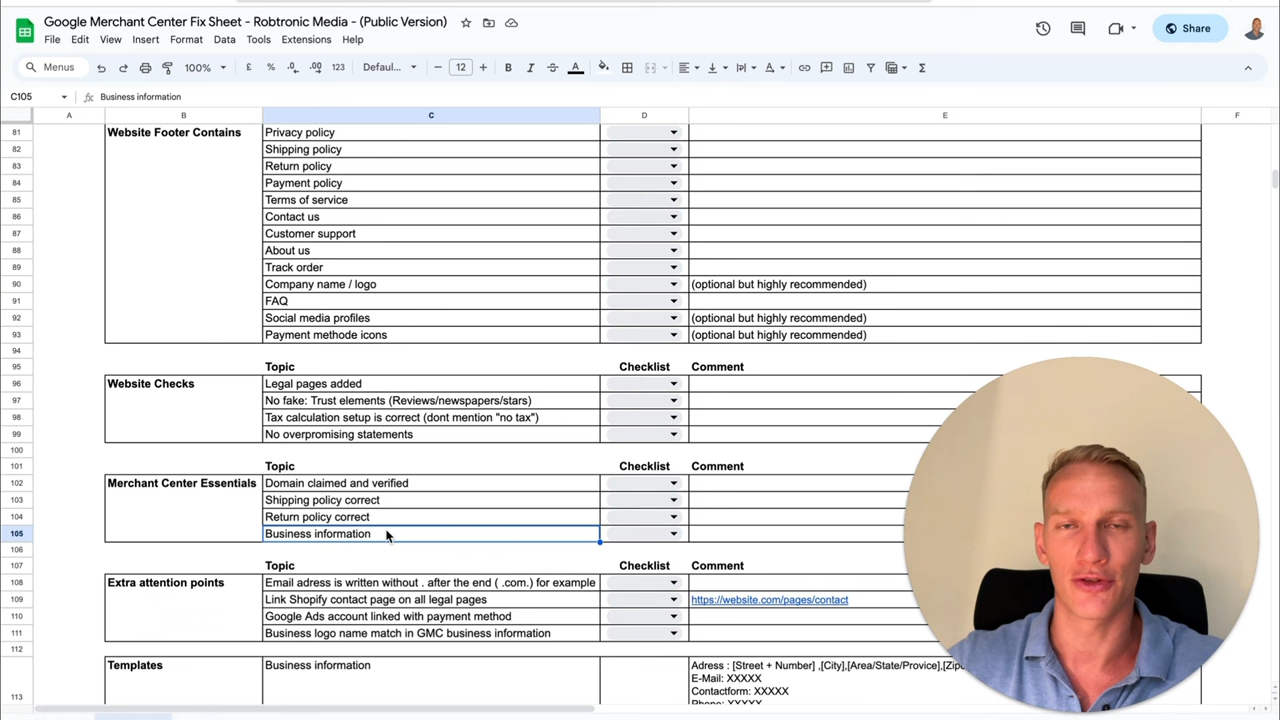 Google Merchant Center Fix Sheet - Robtronic Media - (Public Version)
File Edit View Insert Format Data Tools Extensions Help
Share
Menus 100% £ % .0 .00 123 Defaul... − 12 + B I A Σ
C105 fx Business information
A B C D E F
81 Website Footer Contains Privacy policy
82 Shipping policy
83 Return policy
84 Payment policy
85 Terms of service
86 Contact us
87 Customer support
88 About us
89 Track order
90 Company name / logo (optional but highly recommended)
91 FAQ
92 Social media profiles (optional but highly recommended)
93 Payment methode icons (optional but highly recommended)
94
95 Topic Checklist Comment
96 Website Checks Legal pages added
97 No fake: Trust elements (Reviews/newspapers/stars)
98 Tax calculation setup is correct (dont mention "no tax")
99 No overpromising statements
100
101 Topic Checklist Comment
102 Merchant Center Essentials Domain claimed and verified
103 Shipping policy correct
104 Return policy correct
105 Business information
106
107 Topic Checklist Comment
108 Extra attention points Email adress is written without . after the end ( .com.) for example
109 Link Shopify contact page on all legal pages https://website.com/pages/contact
110 Google Ads account linked with payment method
111 Business logo name match in GMC business information
112
Templates Business information Adress : [Street + Number] ,[City],[Area/State/Provice],[Zipc
E-Mail: XXXXX
113 Contactform: XXXXX
Phone: XXXXX